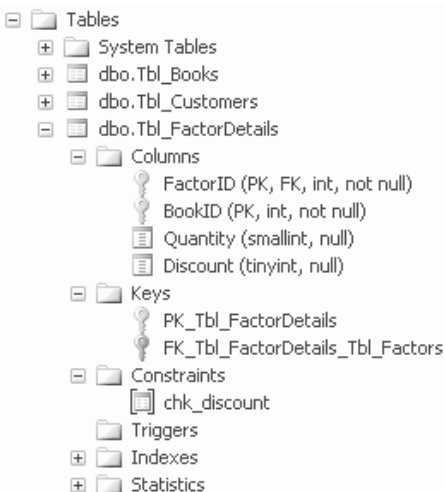 Tables
System Tables
dbo.Tbl_Books
dbo.Tbl_Customers
dbo.Tbl_FactorDetails
Columns
FactorID (PK, FK, int, not null)
BookID (PK, int, not null)
Quantity (smallint, null)
Discount (tinyint, null)
Keys
PK_Tbl_FactorDetails
FK_Tbl_FactorDetails_Tbl_Factors
Constraints
chk_discount
Triggers
Indexes
Statistics